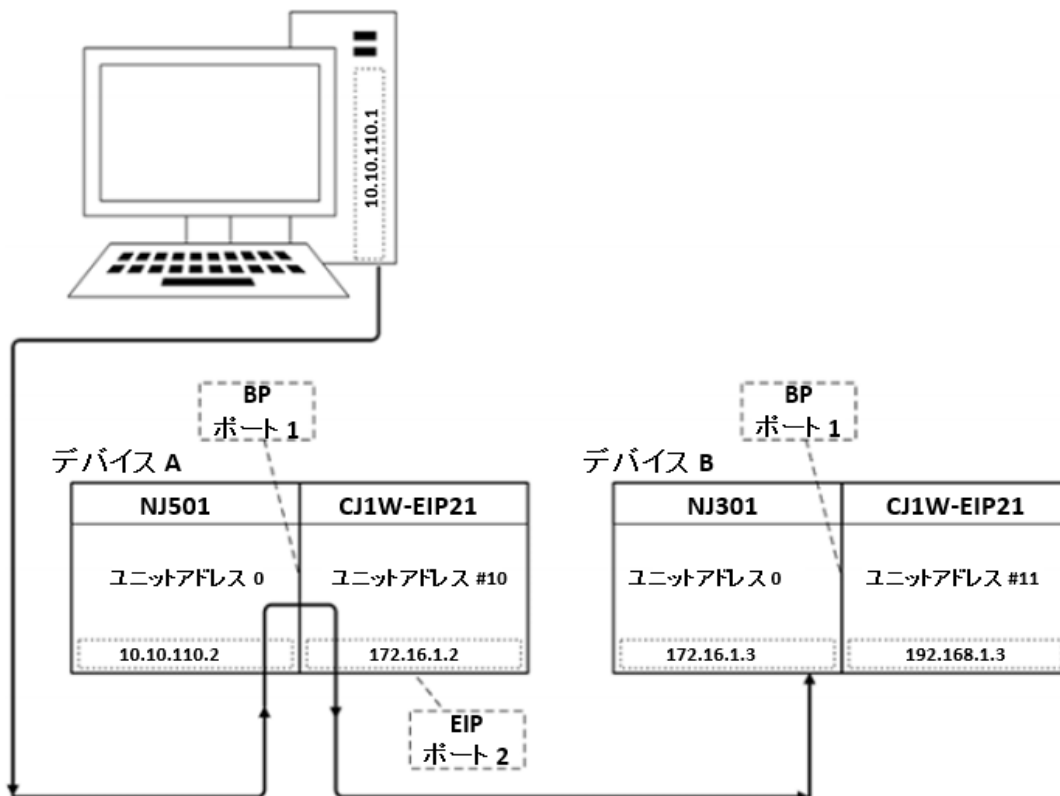 10.10.110.1
BP
ポート 1
BP
ポート 1
デバイス A
デバイス B
NJ501
CJ1W-EIP21
NJ301
CJ1W-EIP21
ユニットアドレス 0
ユニットアドレス #10
ユニットアドレス 0
ユニットアドレス #11
10.10.110.2
172.16.1.2
172.16.1.3
192.168.1.3
EIP
ポート 2